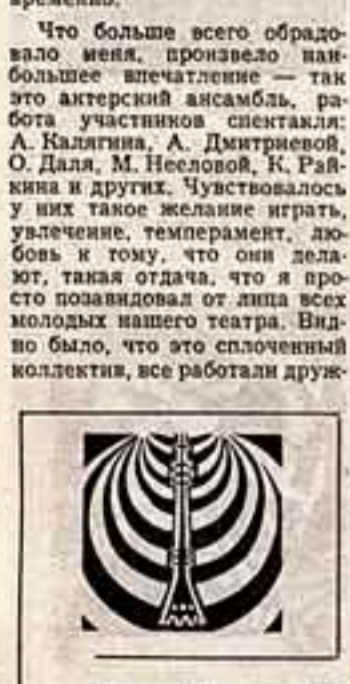 временно.
Что больше всего обрадо-
вало меня, произвело наи-
большее впечатление — так
это актерский ансамбль, ра-
бота участников спектакля:
А. Калягина, А. Дмитриевой,
О. Даля, М. Несловой, К. Рай-
кина и других. Чувствовалось
у них такое желание играть,
увлечение, темперамент, лю-
бовь к тому, что они дела-
ют, такая отдача, что я про-
сто позавидовал от лица всех
молодых нашего театра. Вид-
но было, что это сплоченный
коллектив, все работали друж-